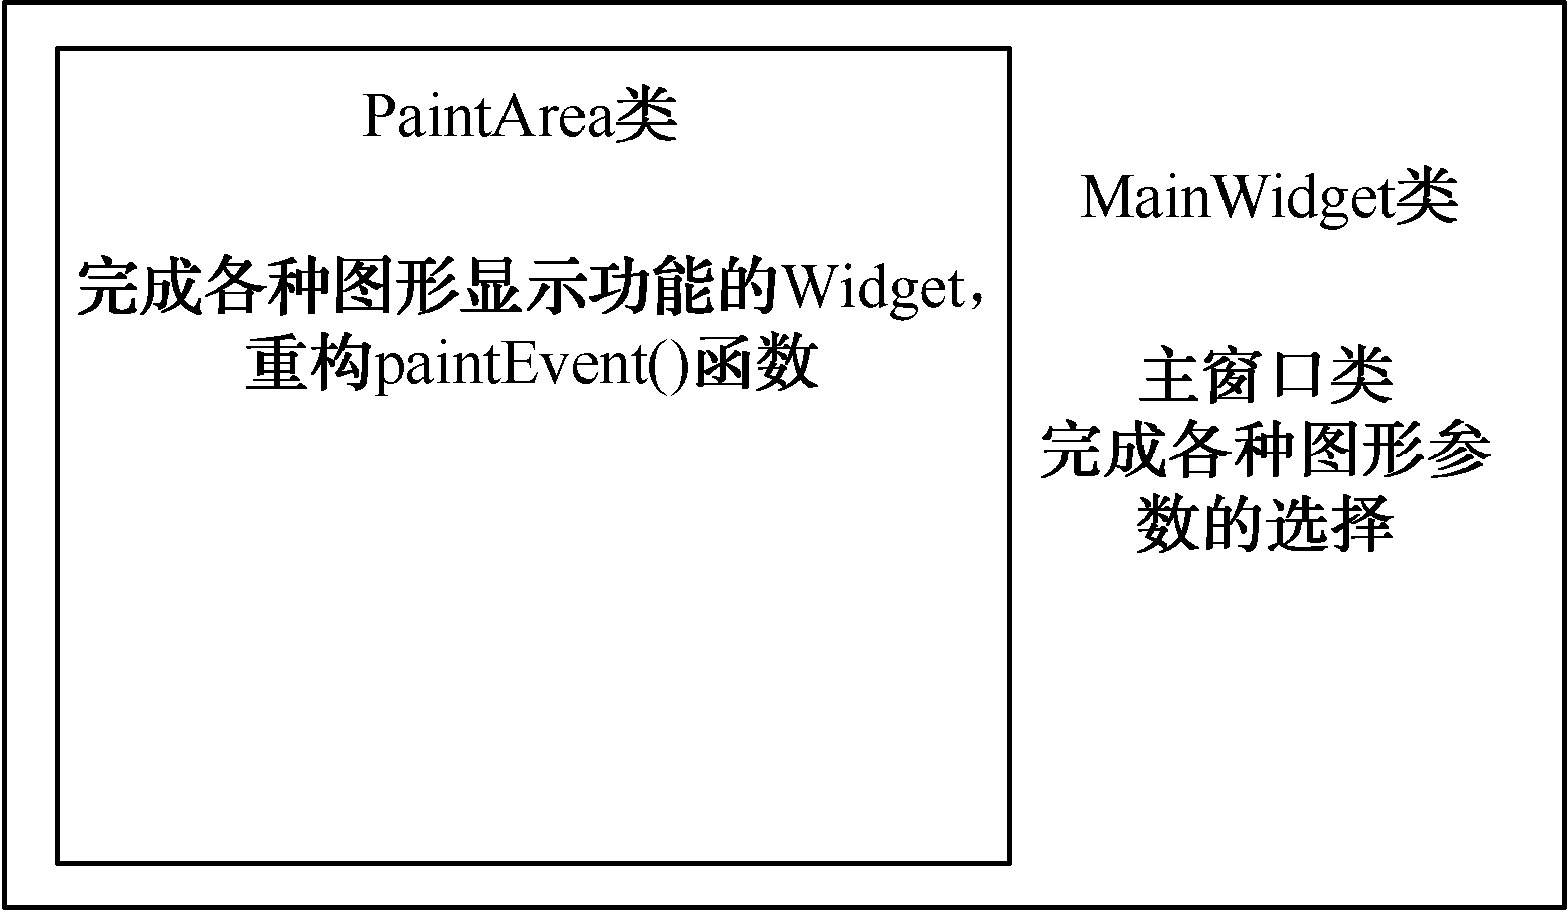 PaintArea类
完成各种图形显示功能的Widget，
重构paintEvent()函数
MainWidget类
主窗口类
完成各种图形参
数的选择